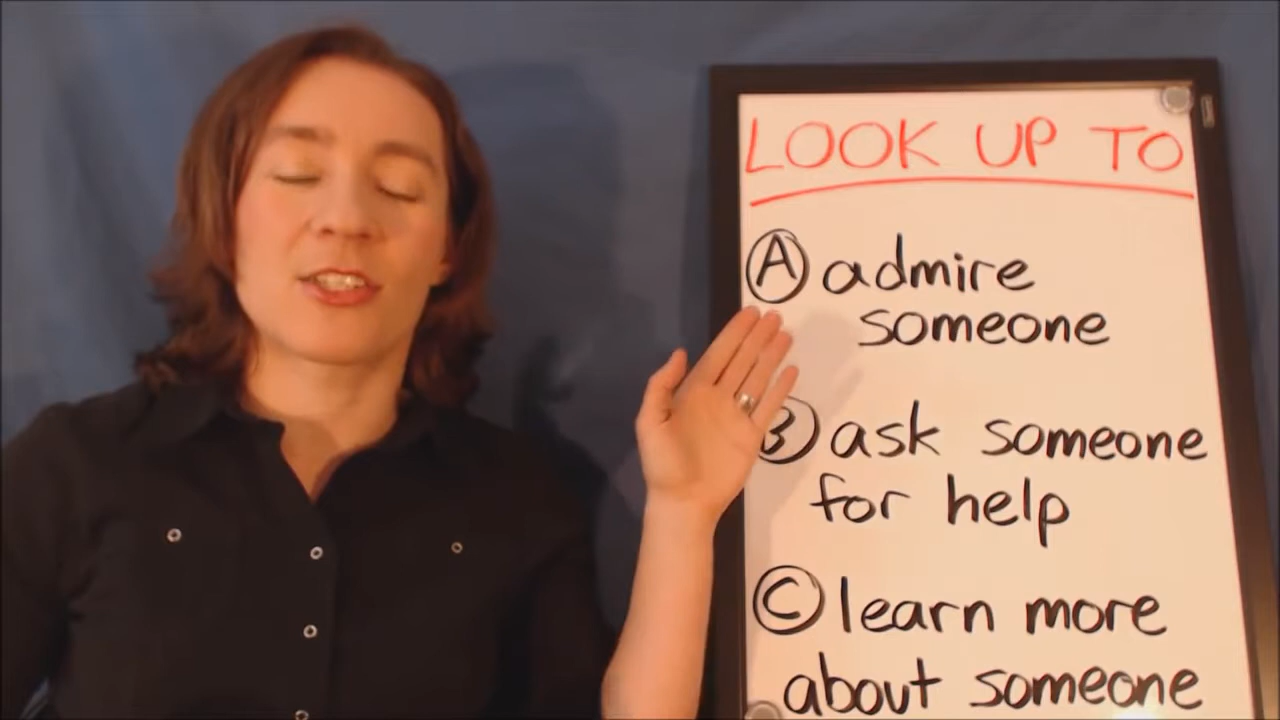 LOOK UP TO
A admire
someone
B ask someone
for help
C learn more
about someone